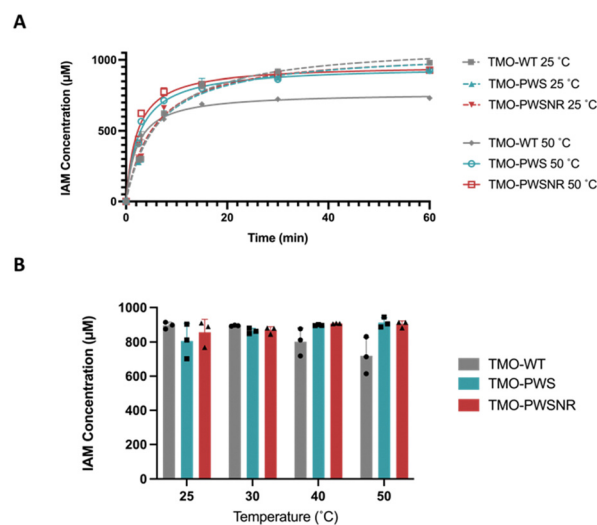 A
IAM Concentration (µM)
1000
500
0
0
20
40
60
Time (min)
TMO-WT 25 ˚C
TMO-PWS 25 ˚C
TMO-PWSNR 25 ˚C
TMO-WT 50 ˚C
TMO-PWS 50 ˚C
TMO-PWSNR 50 ˚C
B
IAM Concentration (µM)
1000
800
600
400
200
0
25
30
40
50
Temperature (˚C)
TMO-WT
TMO-PWS
TMO-PWSNR